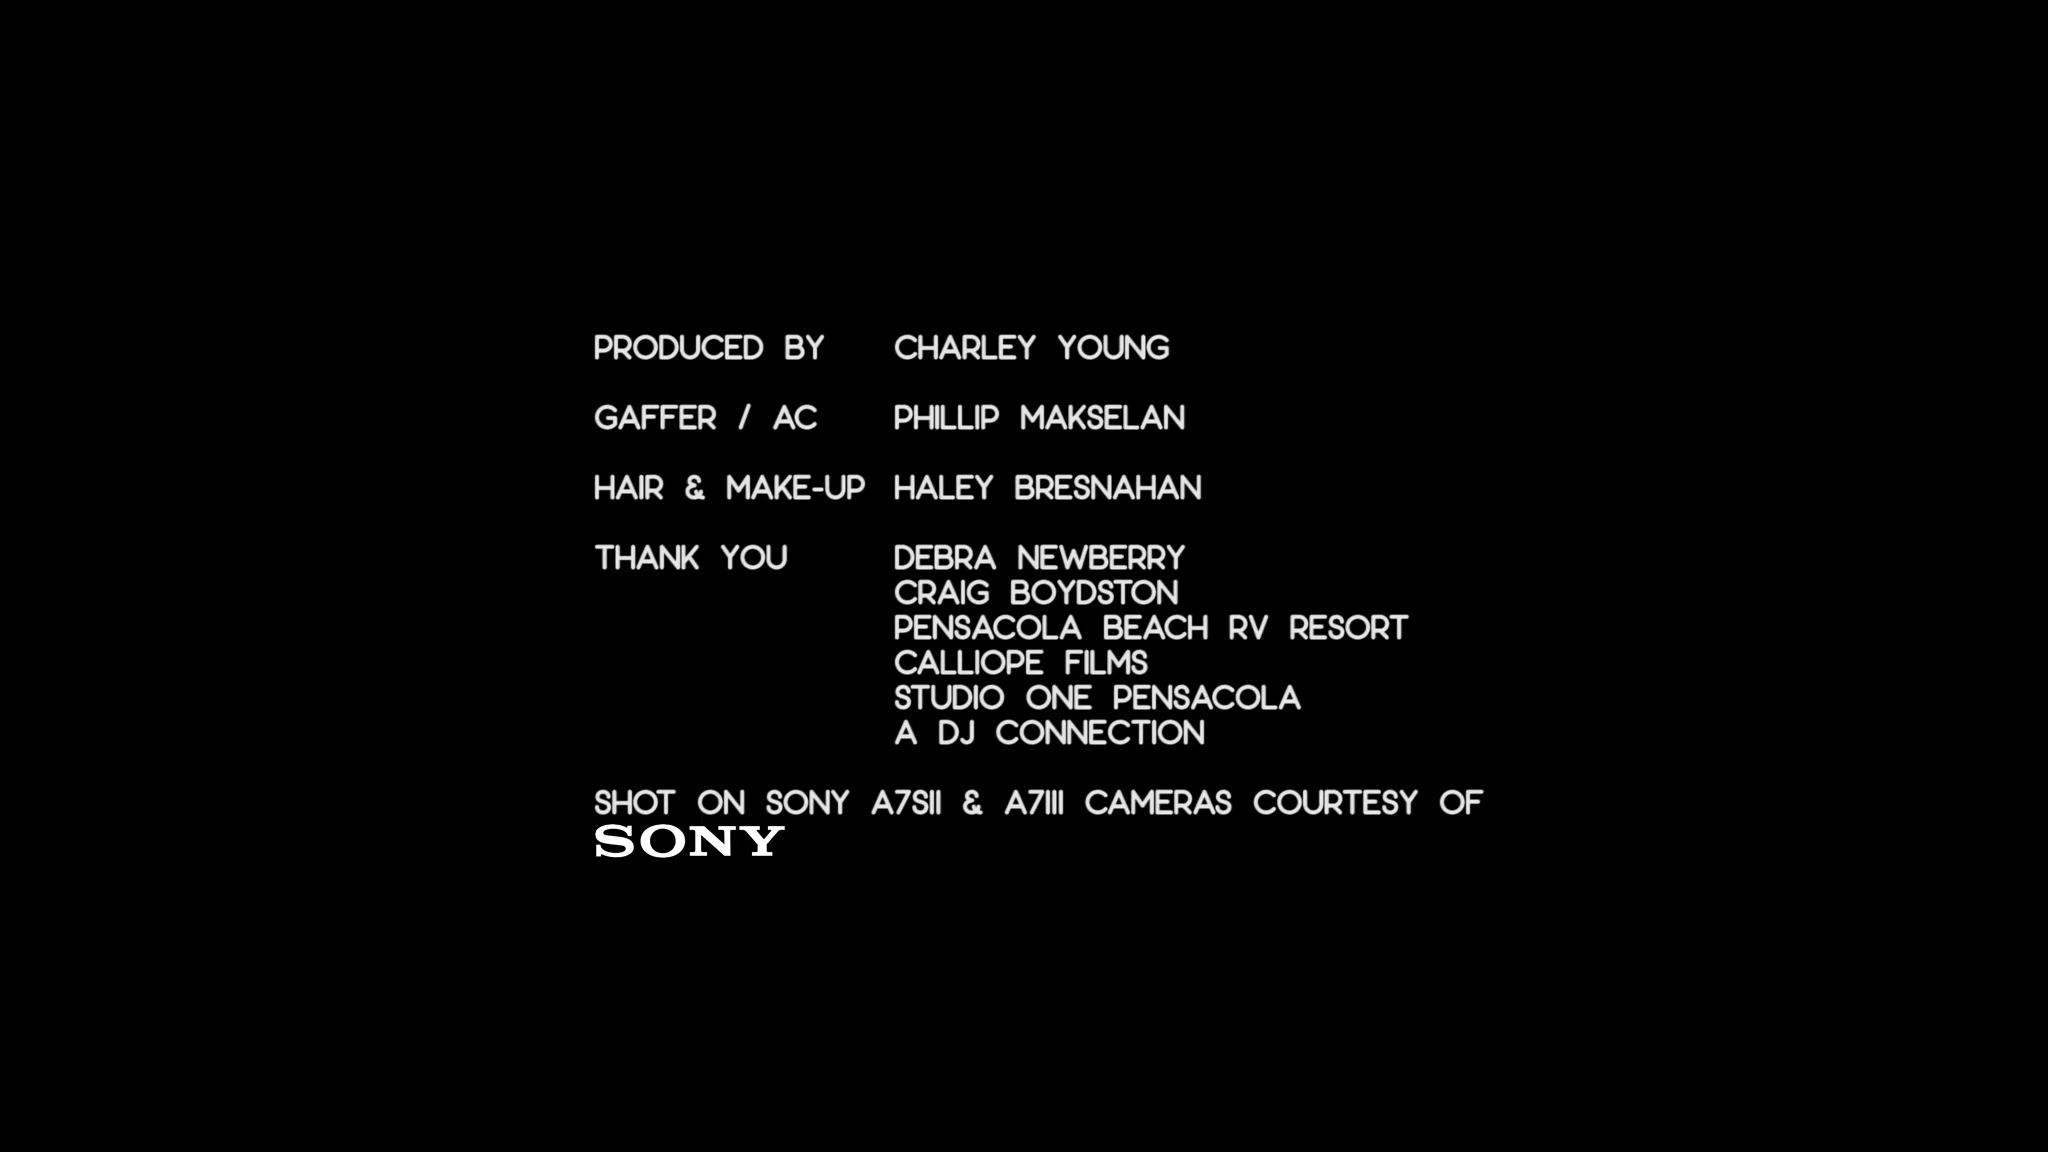 PRODUCED BY CHARLEY YOUNG
GAFFER / AC PHILLIP MAKSELAN
HAIR & MAKE-UP HALEY BRESNAHAN
THANK YOU DEBRA NEWBERRY
CRAIG BOYDSTON
PENSACOLA BEACH RV RESORT
CALLIOPE FILMS
STUDIO ONE PENSACOLA
A DJ CONNECTION
SHOT ON SONY A7SII & A7III CAMERAS COURTESY OF
SONY